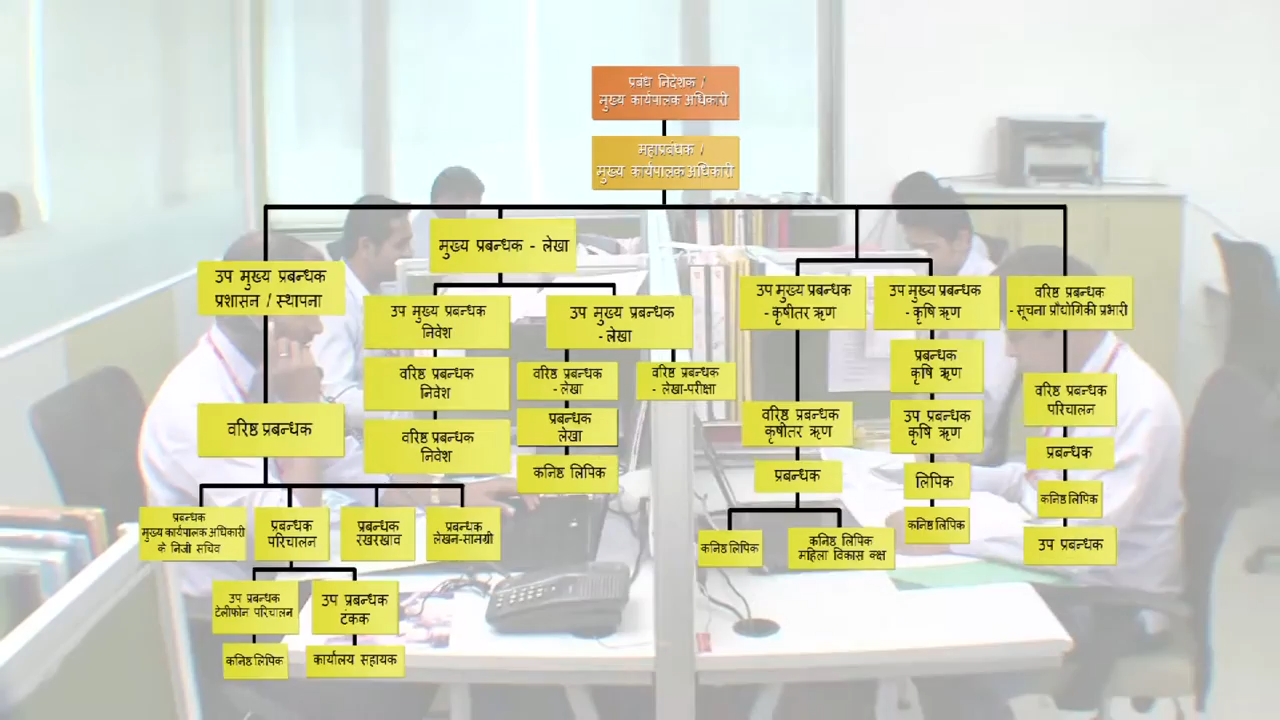 प्रबंध निदेशक /
मुख्य कार्यपालक अधिकारी
महाप्रबंधक /
मुख्य कार्यपालक अधिकारी
उप मुख्य प्रबन्धक
प्रशासन / स्थापना
वरिष्ठ प्रबन्धक
प्रबन्धक
मुख्य कार्यपालक अधिकारी
के निजी सचिव
प्रबन्धक
परिचालन
प्रबन्धक
रखरखाव
प्रबन्धक
लेखन-सामग्री
उप प्रबन्धक
टेलीफोन परिचालन
उप प्रबन्धक
टंकक
कनिष्ठ लिपिक
कार्यालय सहायक
मुख्य प्रबन्धक - लेखा
उप मुख्य प्रबन्धक
निवेश
वरिष्ठ प्रबन्धक
निवेश
वरिष्ठ प्रबन्धक
निवेश
उप मुख्य प्रबन्धक
- लेखा
वरिष्ठ प्रबन्धक
- लेखा
प्रबन्धक
लेखा
कनिष्ठ लिपिक
वरिष्ठ प्रबन्धक
- लेखा-परीक्षा
उप मुख्य प्रबन्धक
- कृषीतर ऋण
वरिष्ठ प्रबन्धक
कृषीतर ऋण
प्रबन्धक
कनिष्ठ लिपिक
कनिष्ठ लिपिक
महिला विकास कक्ष
उप मुख्य प्रबन्धक
- कृषि ऋण
प्रबन्धक
कृषि ऋण
उप प्रबन्धक
कृषि ऋण
लिपिक
कनिष्ठ लिपिक
वरिष्ठ प्रबन्धक
- सूचना प्रौद्योगिकी प्रभारी
वरिष्ठ प्रबन्धक
परिचालन
प्रबन्धक
कनिष्ठ लिपिक
उप प्रबन्धक